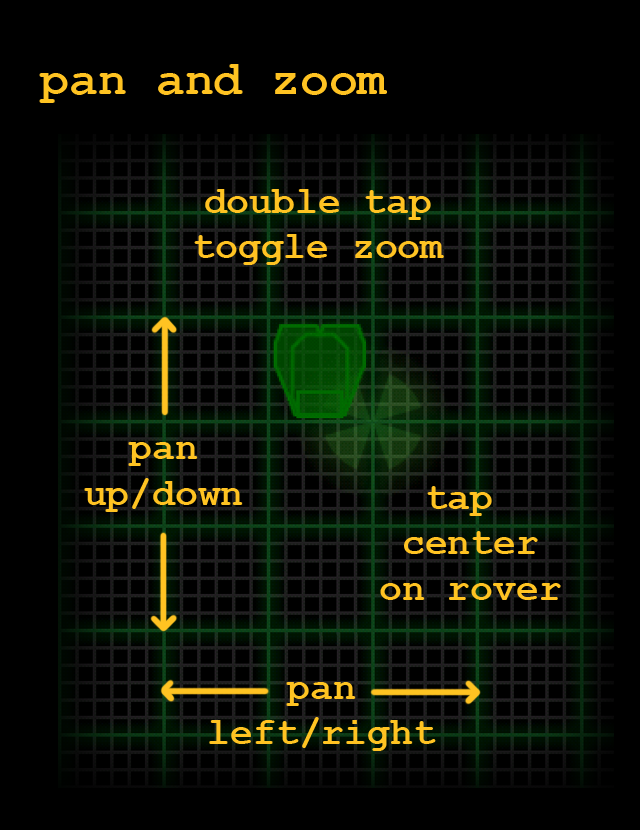 pan and zoom
double tap
toggle zoom
pan
up/down
tap
center
on rover
pan
left/right